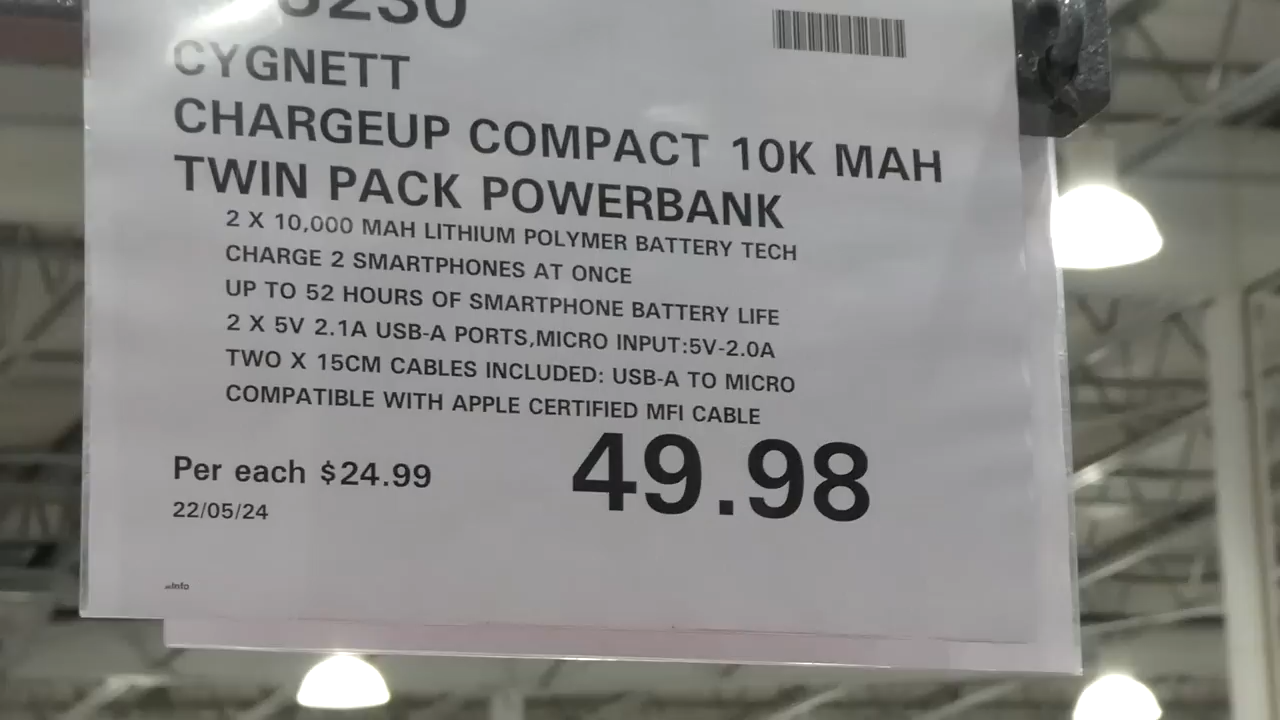 230
CYGNETT
CHARGEUP COMPACT 10K MAH
TWIN PACK POWERBANK
2 X 10,000 MAH LITHIUM POLYMER BATTERY TECH
CHARGE 2 SMARTPHONES AT ONCE
UP TO 52 HOURS OF SMARTPHONE BATTERY LIFE
2 X 5V 2.1A USB-A PORTS,MICRO INPUT:5V-2.0A
TWO X 15CM CABLES INCLUDED: USB-A TO MICRO
COMPATIBLE WITH APPLE CERTIFIED MFI CABLE
Per each $24.99
49.98
22/05/24